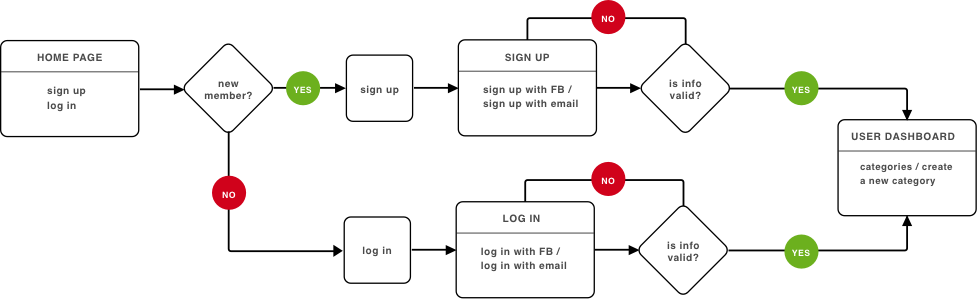 HOME PAGE
sign up
log in
new
member?
YES
sign up
SIGN UP
sign up with FB /
sign up with email
NO
is info
valid?
YES
USER DASHBOARD
categories / create
a new category
NO
log in
LOG IN
log in with FB /
log in with email
NO
is info
valid?
YES